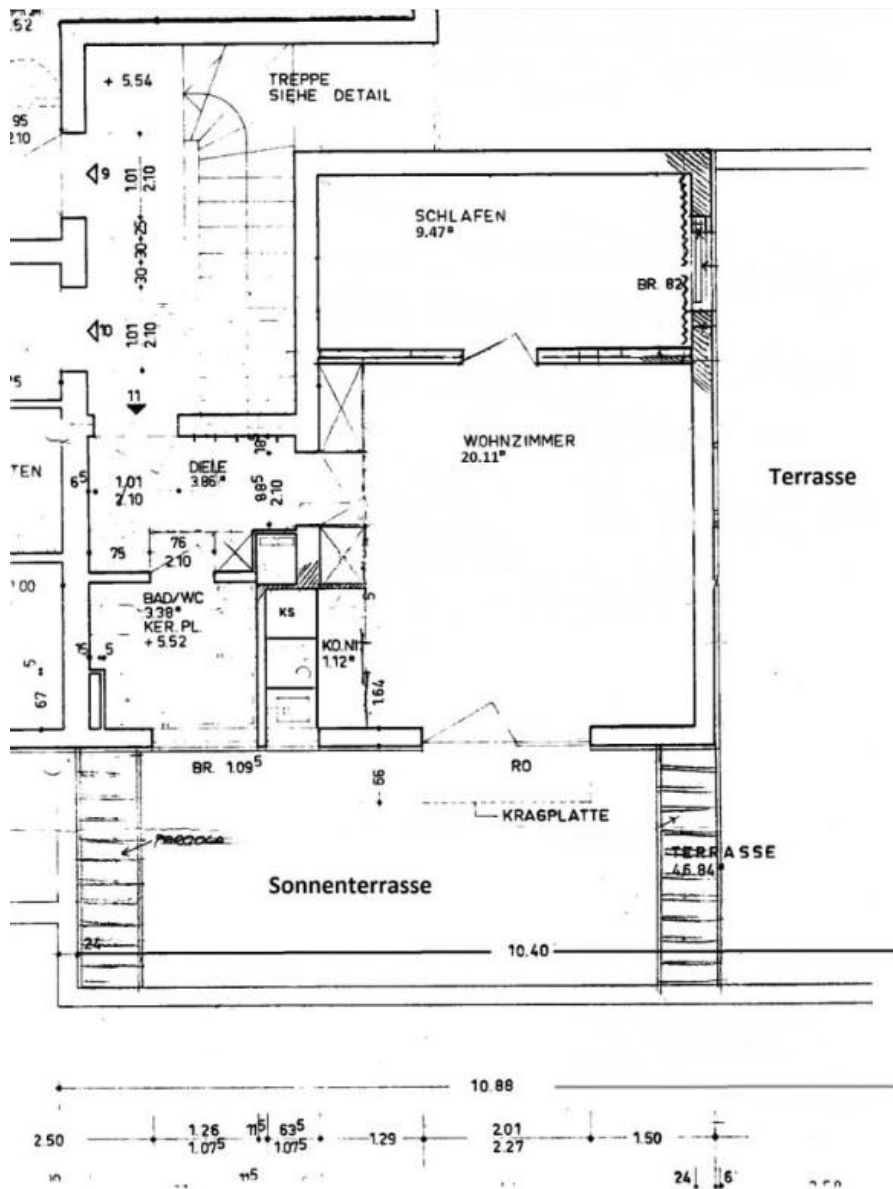 5.52
+ 5.54
TREPPE
SIEHE DETAIL
95
2.10
9
1.01
2.10
+30+30+25+
SCHLAFEN
9.47
BR. 82
10
1.01
2.10
11
WOHNZIMMER
20.11
Terrasse
DIELE
3.86
18⁵
TEN
6⁵
1.01
2.10
88⁵
2.10
75
76
2.10
BAD/WC
3.38
KER. PL.
+ 5.52
KS
KO.NI.
1.12
5
67
1.64
BR. 1.09⁵
66
RO
KRAGPLATTE
PERGOLA
TERRASSE
46.84
Sonnenterrasse
24
10.40
10.88
2.50
1.26
1.07⁵
11⁵
63⁵
1.07⁵
1.29
2.01
2.27
1.50
11⁵
24
6